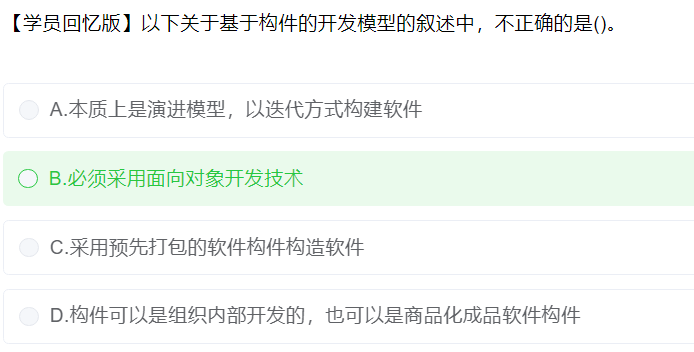 【学员回忆版】以下关于基于构件的开发模型的叙述中，不正确的是()。
A.本质上是演进模型，以迭代方式构建软件
B.必须采用面向对象开发技术
C.采用预先打包的软件构件构造软件
D.构件可以是组织内部开发的，也可以是商品化成品软件构件